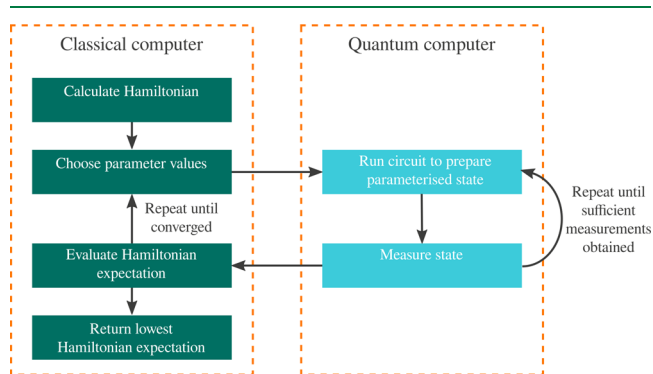 Classical computer
Quantum computer
Calculate Hamiltonian
Choose parameter values
Run circuit to prepare
parameterised state
Repeat until
converged
Repeat until
sufficient
measurements
obtained
Evaluate Hamiltonian
expectation
Measure state
Return lowest
Hamiltonian expectation